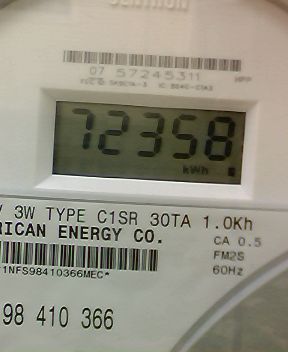 CENTRON
07 57245311
72358
kWh
V 3W TYPE C1SR 30TA 1.0Kh
RICAN ENERGY CO.
CA 0.5
FM2S
60Hz
1NFS98410366MEC*
98 410 366